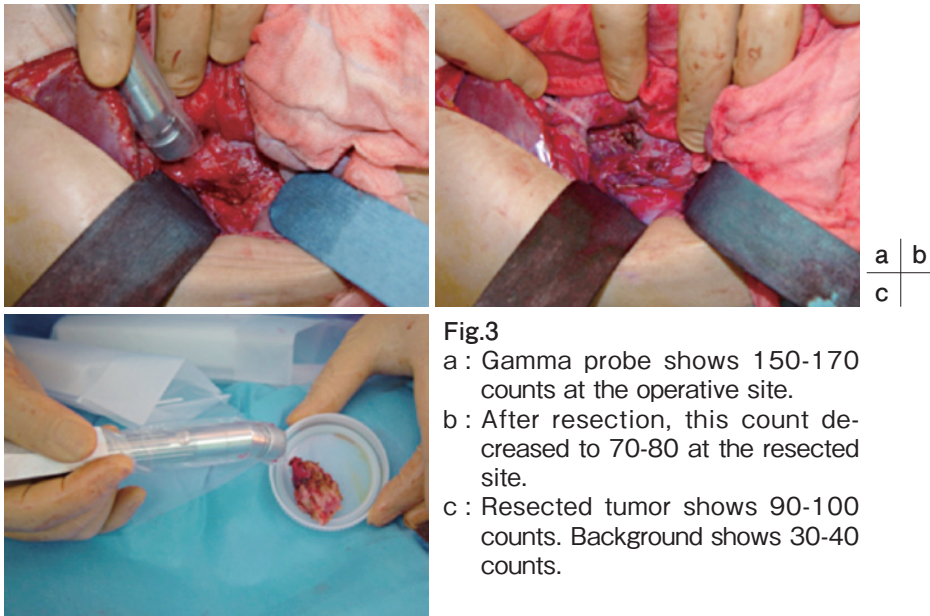 a b
c
Fig.3
a : Gamma probe shows 150-170
counts at the operative site.
b : After resection, this count de-
creased to 70-80 at the resected
site.
c : Resected tumor shows 90-100
counts. Background shows 30-40
counts.